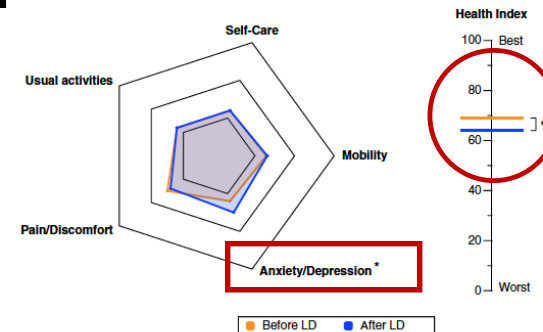 Health Index
Self-Care
Usual activities
Mobility
Pain/Discomfort
Anxiety/Depression *
100 Best
80
*
60
40
20
0 Worst
Before LD After LD